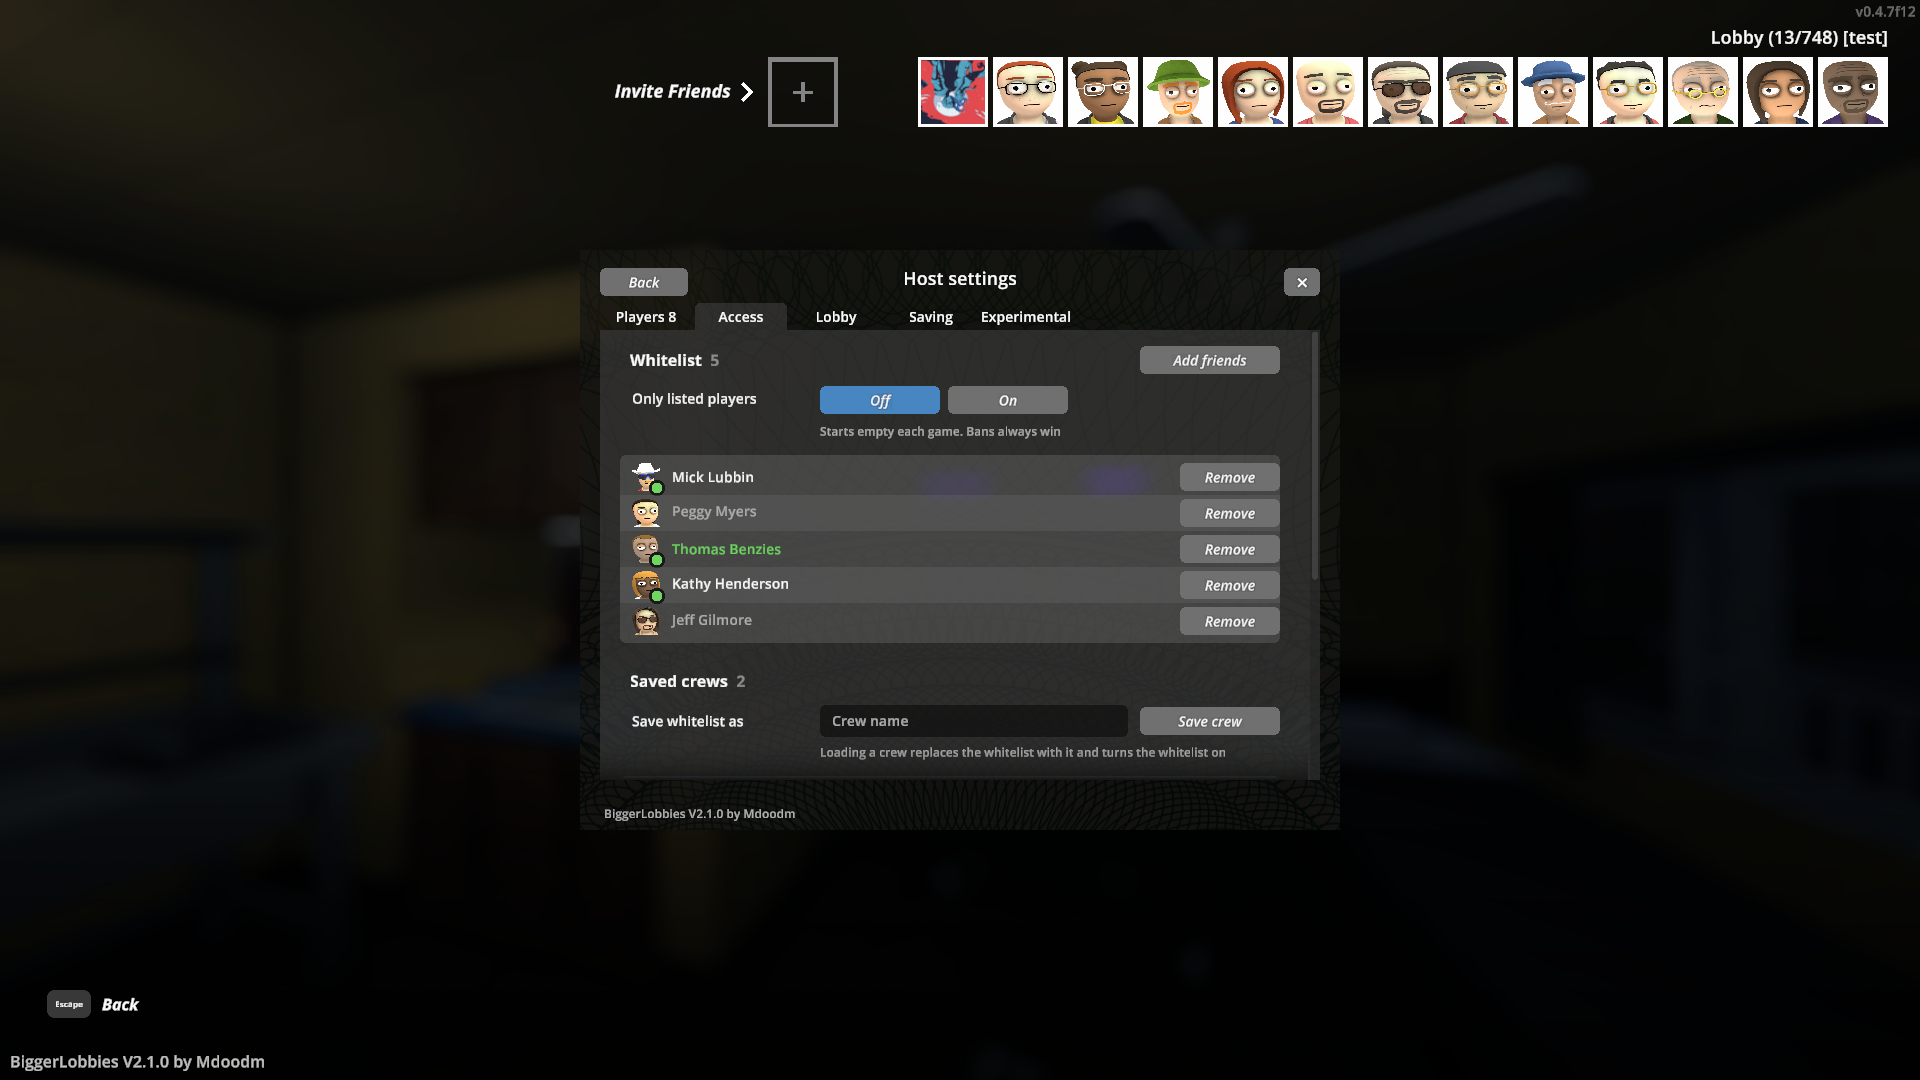 v0.4.7f12
Lobby (13/748) [test]
Invite Friends
Back
Host settings
Players 8
Access
Lobby
Saving
Experimental
Whitelist 5
Add friends
Only listed players
Off
On
Starts empty each game. Bans always win
Mick Lubbin
Remove
Peggy Myers
Remove
Thomas Benzies
Remove
Kathy Henderson
Remove
Jeff Gilmore
Remove
Saved crews 2
Save whitelist as
Crew name
Save crew
Loading a crew replaces the whitelist with it and turns the whitelist on
BiggerLobbies V2.1.0 by Mdoodm
Escape
Back
BiggerLobbies V2.1.0 by Mdoodm